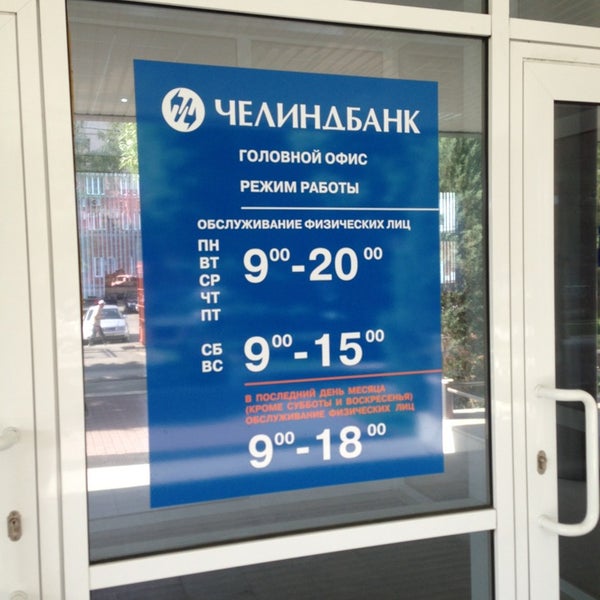 ЧЕЛИНДБАНК
ГОЛОВНОЙ ОФИС
РЕЖИМ РАБОТЫ
ОБСЛУЖИВАНИЕ ФИЗИЧЕСКИХ ЛИЦ
ПН
ВТ
СР
ЧТ
ПТ
9⁰⁰-20⁰⁰
СБ
ВС
9⁰⁰-15⁰⁰
В ПОСЛЕДНИЙ ДЕНЬ МЕСЯЦА
(КРОМЕ СУББОТЫ И ВОСКРЕСЕНЬЯ)
ОБСЛУЖИВАНИЕ ФИЗИЧЕСКИХ ЛИЦ
9⁰⁰-18⁰⁰